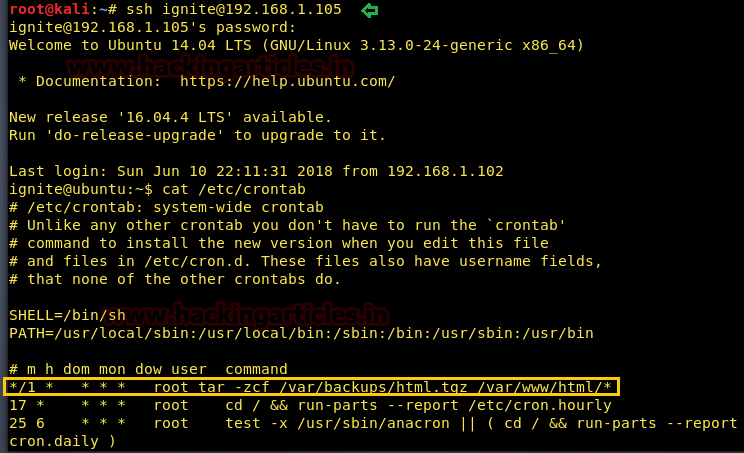 root@kali:~# ssh ignite@192.168.1.105
ignite@192.168.1.105's password:
Welcome to Ubuntu 14.04 LTS (GNU/Linux 3.13.0-24-generic x86_64)
www.hackingarticles.in
 * Documentation:  https://help.ubuntu.com/
New release '16.04.4 LTS' available.
Run 'do-release-upgrade' to upgrade to it.
Last login: Sun Jun 10 22:11:31 2018 from 192.168.1.102
ignite@ubuntu:~$ cat /etc/crontab
# /etc/crontab: system-wide crontab
# Unlike any other crontab you don't have to run the `crontab'
# command to install the new version when you edit this file
# and files in /etc/cron.d. These files also have username fields,
# that none of the other crontabs do.
SHELL=/bin/sh
www.hackingarticles.in
PATH=/usr/local/sbin:/usr/local/bin:/sbin:/bin:/usr/sbin:/usr/bin
# m h dom mon dow user  command
*/1 *   * * *   root tar -zcf /var/backups/html.tgz /var/www/html/*
17 *    * * *   root    cd / && run-parts --report /etc/cron.hourly
25 6    * * *   root    test -x /usr/sbin/anacron || ( cd / && run-parts --report
cron.daily )